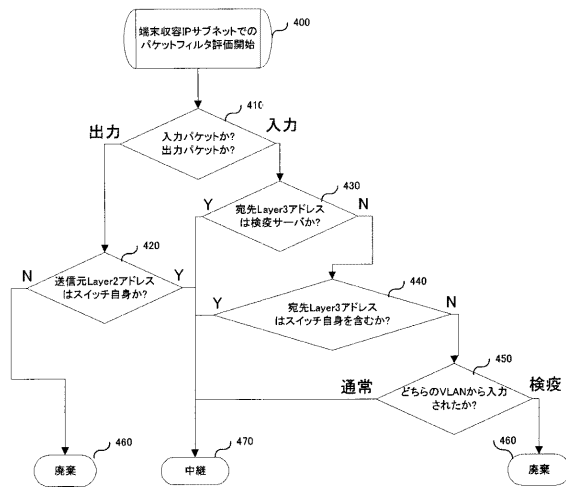 端末収容IPサブネットでの
パケットフィルタ評価開始
400
410
入力パケットか?
出力パケットか?
出力
入力
430
宛先Layer3アドレス
は検疫サーバか?
Y
N
420
送信元Layer2アドレス
はスイッチ自身か?
N
Y
440
宛先Layer3アドレス
はスイッチ自身を含むか?
Y
N
450
どちらのVLANから入力
されたか?
通常
検疫
460
廃棄
470
中継
460
廃棄